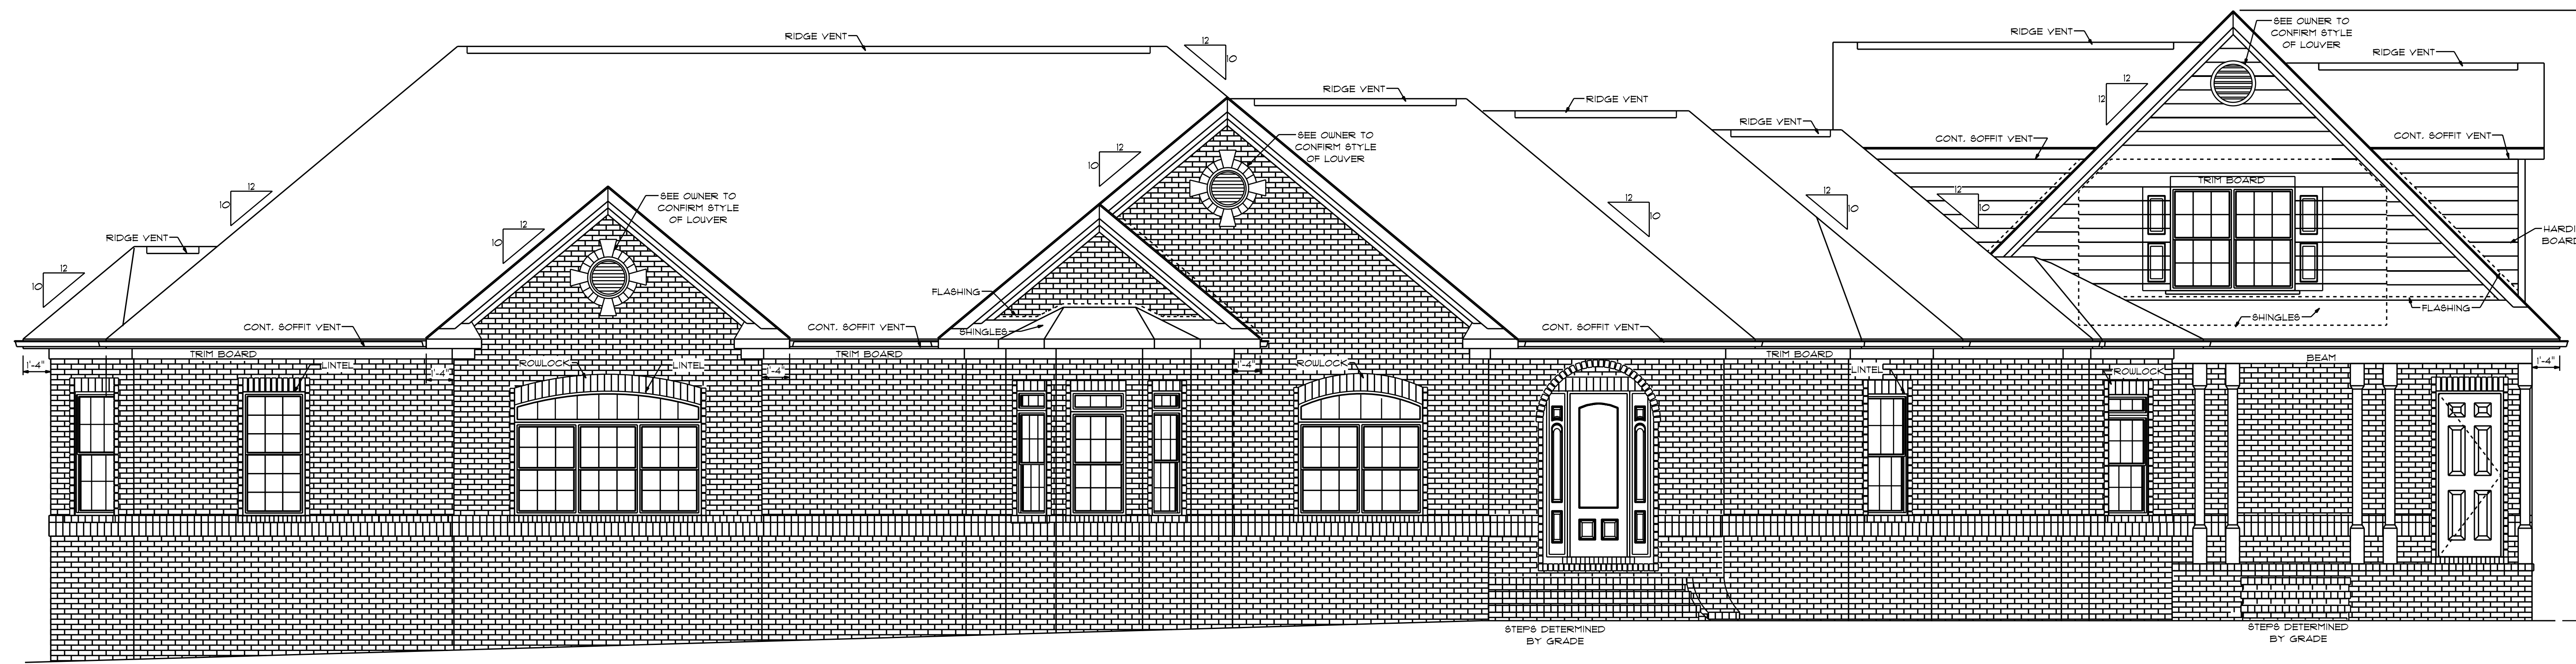 RIDGE VENT
12
10
SEE OWNER TO
CONFIRM STYLE
OF LOUVER
RIDGE VENT
RIDGE VENT
12
12
RIDGE VENT
RIDGE VENT
RIDGE VENT
SEE OWNER TO
CONFIRM STYLE
OF LOUVER
CONT. SOFFIT VENT
CONT. SOFFIT VENT
12
10
12
10
SEE OWNER TO
CONFIRM STYLE
OF LOUVER
12
10
12
10
12
10
12
10
TRIM BOARD
12
10
RIDGE VENT
HARDI
BOARD
12
10
FLASHING
SHINGLES
FLASHING
SHINGLES
CONT. SOFFIT VENT
CONT. SOFFIT VENT
CONT. SOFFIT VENT
TRIM BOARD
TRIM BOARD
TRIM BOARD
BEAM
1'-4"
LINTEL
1'-4"
ROWLOCK
LINTEL
1'-4"
1'-4"
ROWLOCK
LINTEL
ROWLOCK
1'-4"
STEPS DETERMINED
BY GRADE
STEPS DETERMINED
BY GRADE